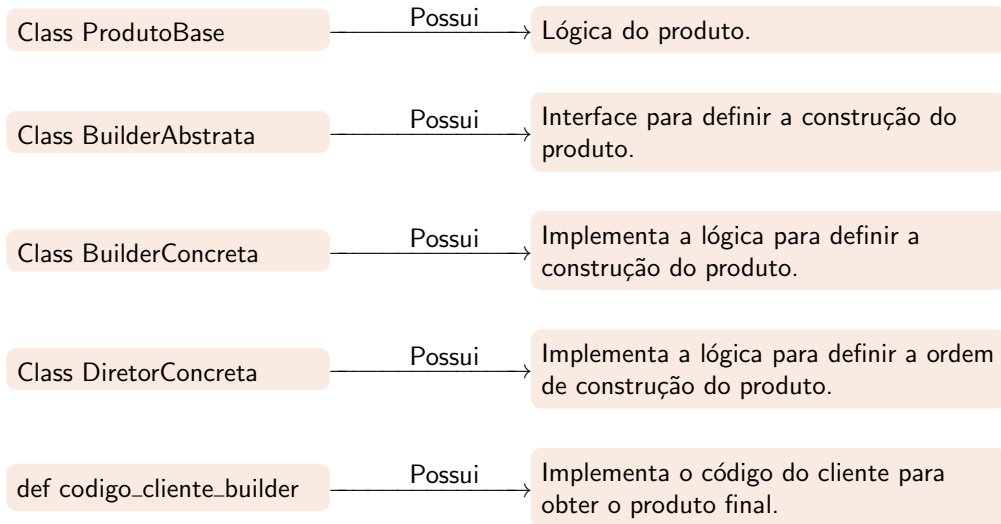 Class ProdutoBase
Possui
Lógica do produto.
Class BuilderAbstrata
Possui
Interface para definir a construção do
produto.
Class BuilderConcreta
Possui
Implementa a lógica para definir a
construção do produto.
Class DiretorConcreta
Possui
Implementa a lógica para definir a ordem
de construção do produto.
def codigo_cliente_builder
Possui
Implementa o código do cliente para
obter o produto final.